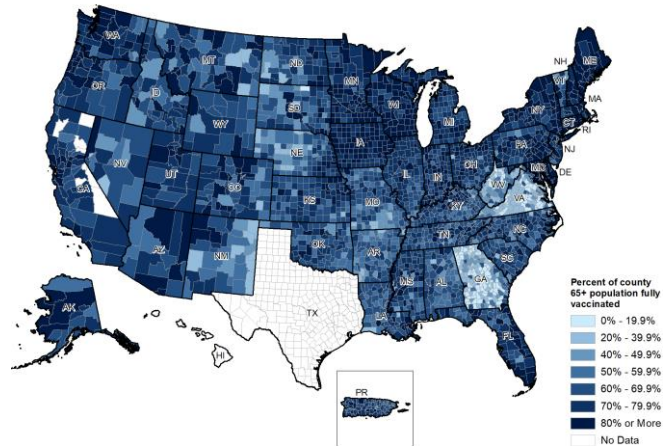 WA
MT
ND
MN
ME
NH
VT
OR
ID
SD
WI
NY
MA
WY
MI
CT
RI
NE
IA
PA
NJ
NV
UT
CO
IL
IN
OH
MD
DE
CA
KS
MO
KY
WV
VA
AZ
NM
OK
AR
TN
NC
SC
MS
AL
GA
TX
LA
FL
AK
HI
PR
Percent of county
65+ population fully
vaccinated
0% - 19.9%
20% - 39.9%
40% - 49.9%
50% - 59.9%
60% - 69.9%
70% - 79.9%
80% or More
No Data